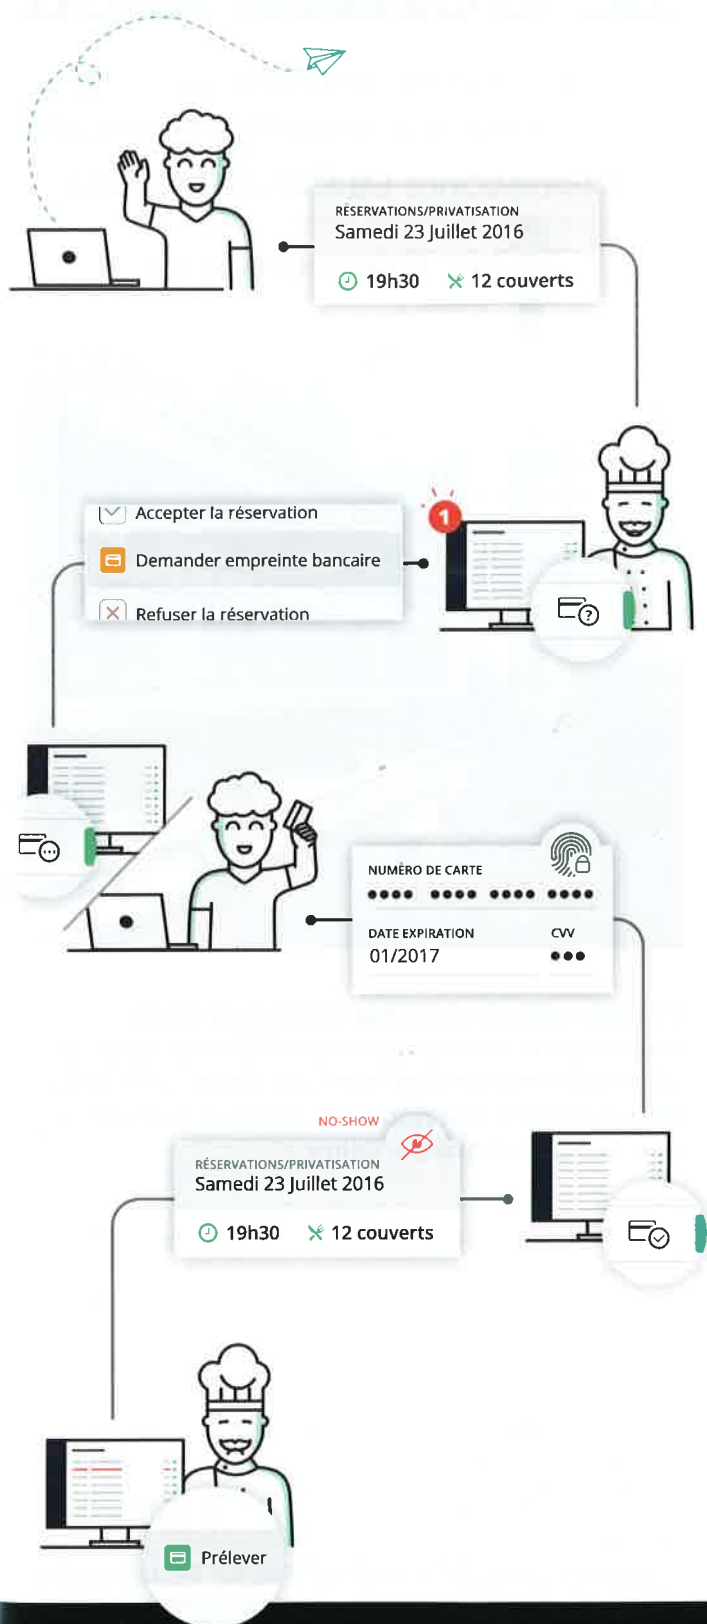 RÉSERVATIONS/PRIVATISATION
Samedi 23 Juillet 2016
19h30 12 couverts
Accepter la réservation
1
Demander empreinte bancaire
?
Refuser la réservation
NUMÉRO DE CARTE
•••• •••• •••• ••••
DATE EXPIRATION CVV
01/2017 •••
NO-SHOW
RÉSERVATIONS/PRIVATISATION
Samedi 23 Juillet 2016
19h30 12 couverts
Prélever